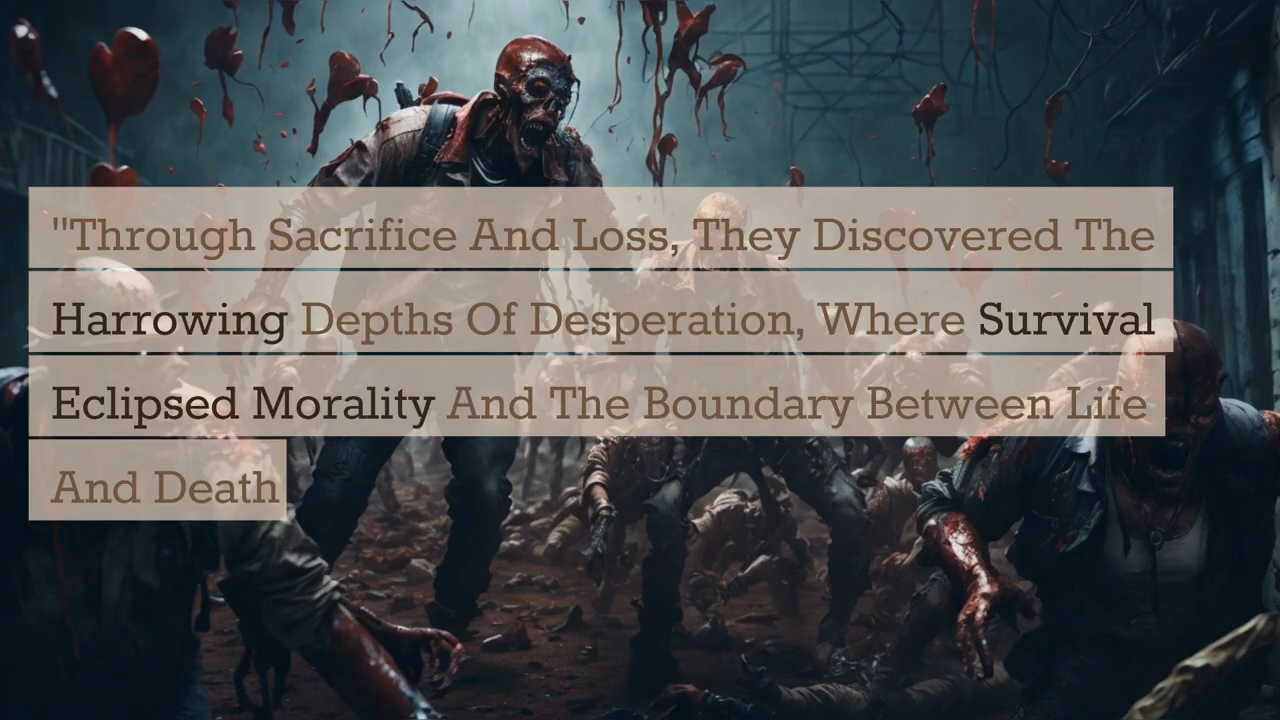 "Through Sacrifice And Loss, They Discovered The
Harrowing Depths Of Desperation, Where Survival
Eclipsed Morality And The Boundary Between Life
And Death